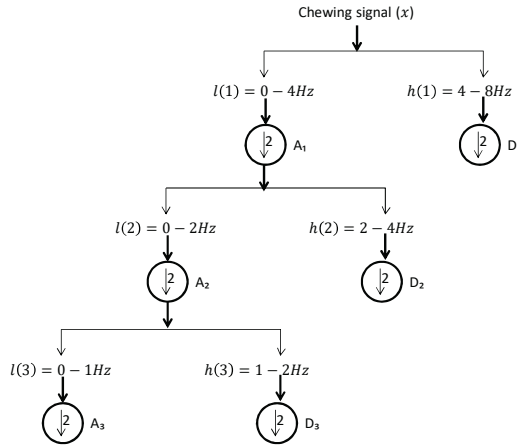 Chewing signal (x)
l(1) = 0 − 4Hz h(1) = 4 − 8Hz
↓2 A₁ ↓2 D
l(2) = 0 − 2Hz h(2) = 2 − 4Hz
↓2 A₂ ↓2 D₂
l(3) = 0 − 1Hz h(3) = 1 − 2Hz
↓2 A₃ ↓2 D₃